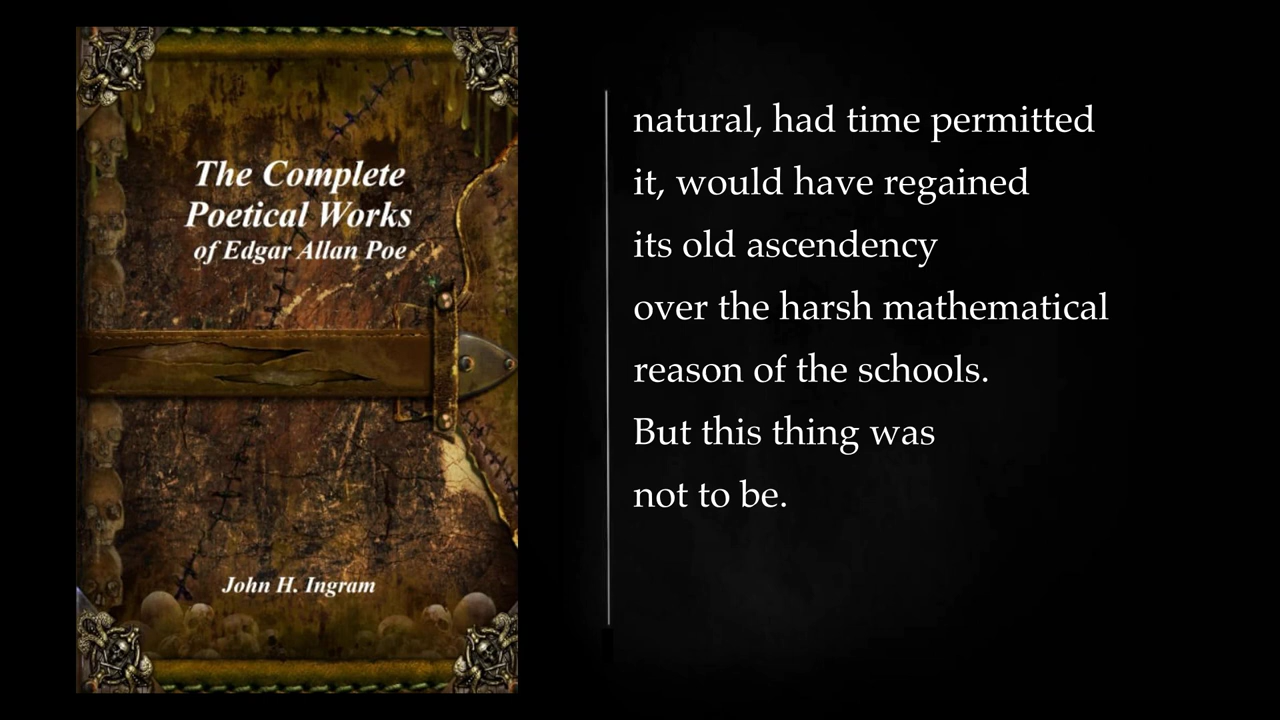 The Complete
Poetical Works
of Edgar Allan Poe
John H. Ingram
natural, had time permitted
it, would have regained
its old ascendency
over the harsh mathematical
reason of the schools.
But this thing was
not to be.